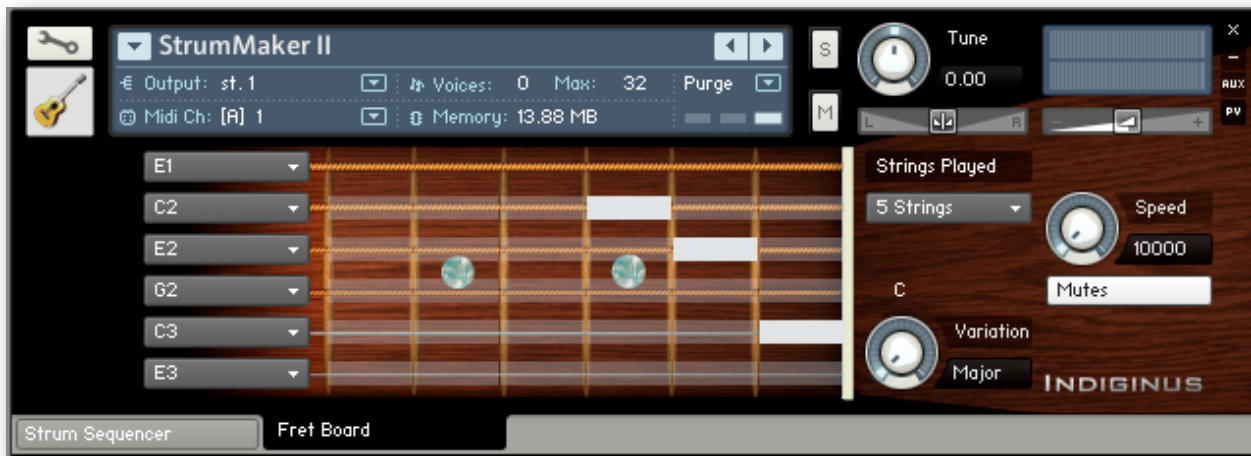 StrumMaker II
S
Tune
×
Output: st. 1
Voices: 0 Max: 32
Purge
0.00
AUX
Midi Ch: [A] 1
Memory: 13.88 MB
M
L
R
−
+
PV
E1
Strings Played
C2
5 Strings
Speed
E2
10000
G2
C
Mutes
C3
Variation
E3
Major
INDIGINUS
Strum Sequencer
Fret Board